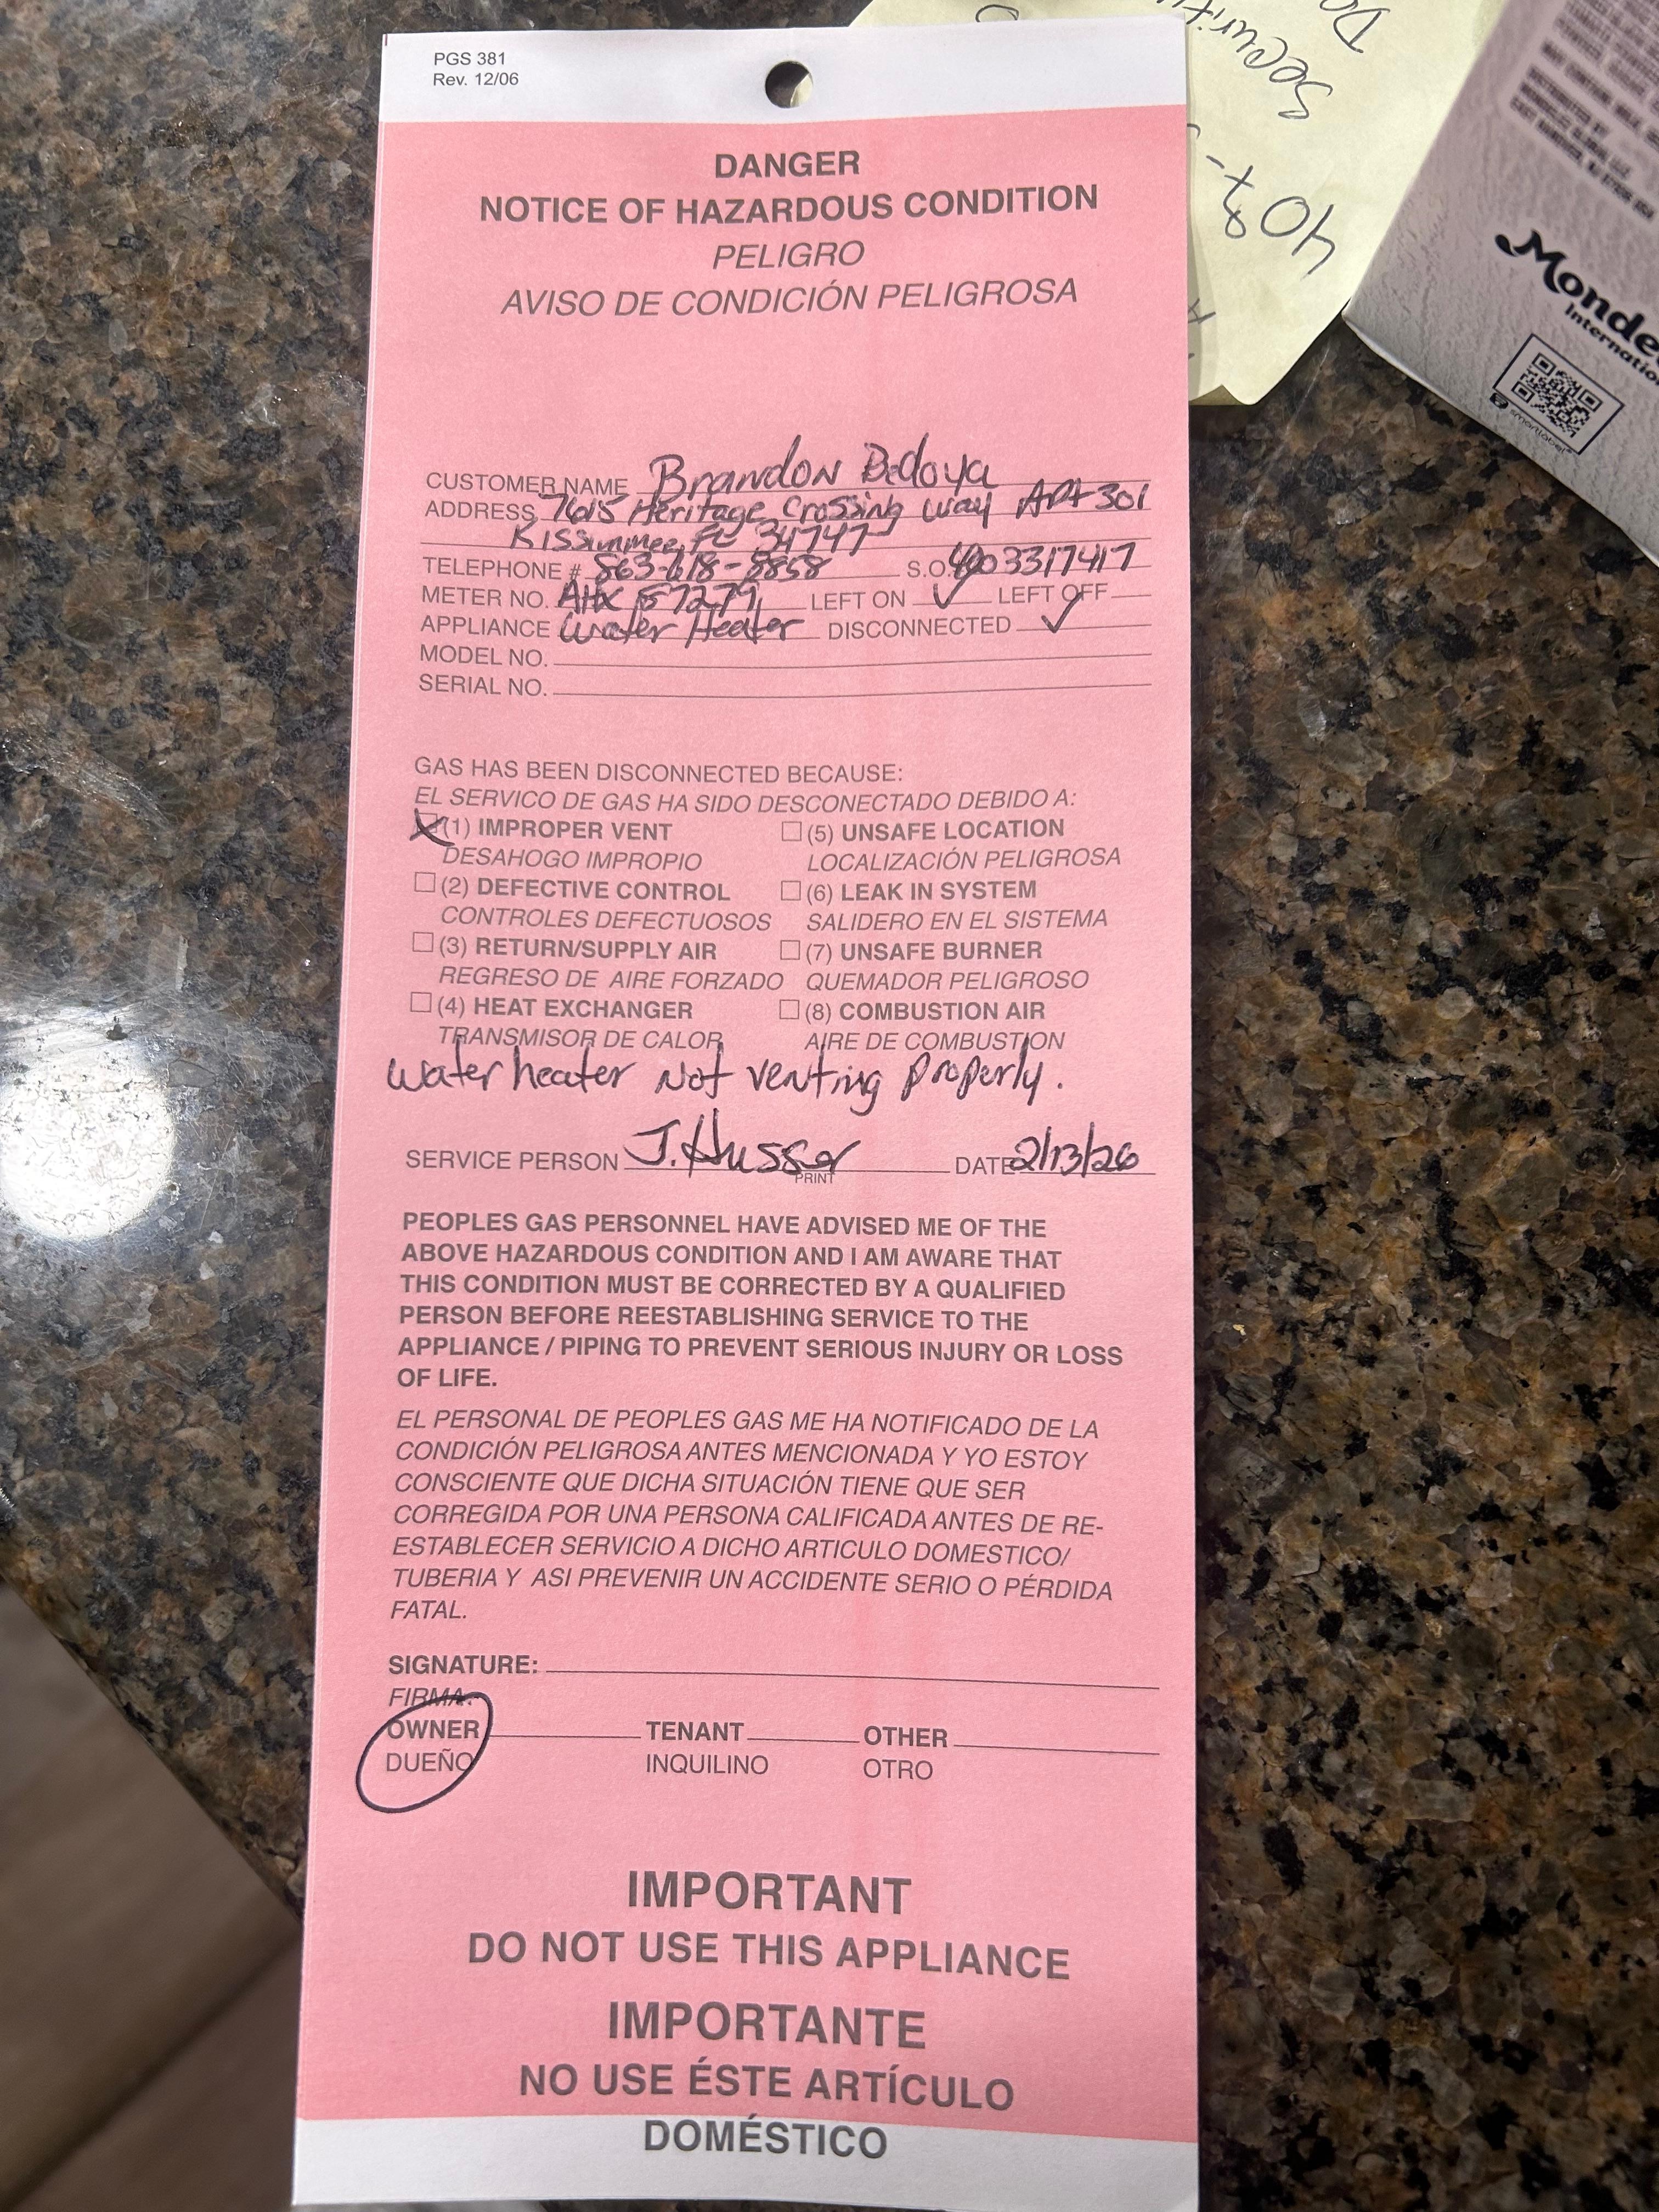 PGS 381
Rev. 12/06
DANGER
NOTICE OF HAZARDOUS CONDITION
PELIGRO
AVISO DE CONDICIÓN PELIGROSA
CUSTOMER NAME Brandon Bedoya
ADDRESS 7615 Heritage Crossing Way APt 301
Kissimmee, FL 34747
TELEPHONE # 863-618-8858 S.O. 4003317417
METER NO. AHX 57279 LEFT ON ✓ LEFT OFF
APPLIANCE Water Heater DISCONNECTED ✓
MODEL NO.
SERIAL NO.
GAS HAS BEEN DISCONNECTED BECAUSE:
EL SERVICO DE GAS HA SIDO DESCONECTADO DEBIDO A:
X (1) IMPROPER VENT ☐ (5) UNSAFE LOCATION
DESAHOGO IMPROPIO LOCALIZACIÓN PELIGROSA
☐ (2) DEFECTIVE CONTROL ☐ (6) LEAK IN SYSTEM
CONTROLES DEFECTUOSOS SALIDERO EN EL SISTEMA
☐ (3) RETURN/SUPPLY AIR ☐ (7) UNSAFE BURNER
REGRESO DE AIRE FORZADO QUEMADOR PELIGROSO
☐ (4) HEAT EXCHANGER ☐ (8) COMBUSTION AIR
TRANSMISOR DE CALOR AIRE DE COMBUSTION
water heater Not venting properly.
SERVICE PERSON J. Husser DATE 2/13/26
PRINT
PEOPLES GAS PERSONNEL HAVE ADVISED ME OF THE
ABOVE HAZARDOUS CONDITION AND I AM AWARE THAT
THIS CONDITION MUST BE CORRECTED BY A QUALIFIED
PERSON BEFORE REESTABLISHING SERVICE TO THE
APPLIANCE / PIPING TO PREVENT SERIOUS INJURY OR LOSS
OF LIFE.
EL PERSONAL DE PEOPLES GAS ME HA NOTIFICADO DE LA
CONDICIÓN PELIGROSA ANTES MENCIONADA Y YO ESTOY
CONSCIENTE QUE DICHA SITUACIÓN TIENE QUE SER
CORREGIDA POR UNA PERSONA CALIFICADA ANTES DE RE-
ESTABLECER SERVICIO A DICHO ARTICULO DOMESTICO/
TUBERIA Y ASI PREVENIR UN ACCIDENTE SERIO O PÉRDIDA
FATAL.
SIGNATURE:
FIRMA:
OWNER TENANT OTHER
DUEÑO INQUILINO OTRO
IMPORTANT
DO NOT USE THIS APPLIANCE
IMPORTANTE
NO USE ÉSTE ARTÍCULO
DOMÉSTICO
407-
smartlabel